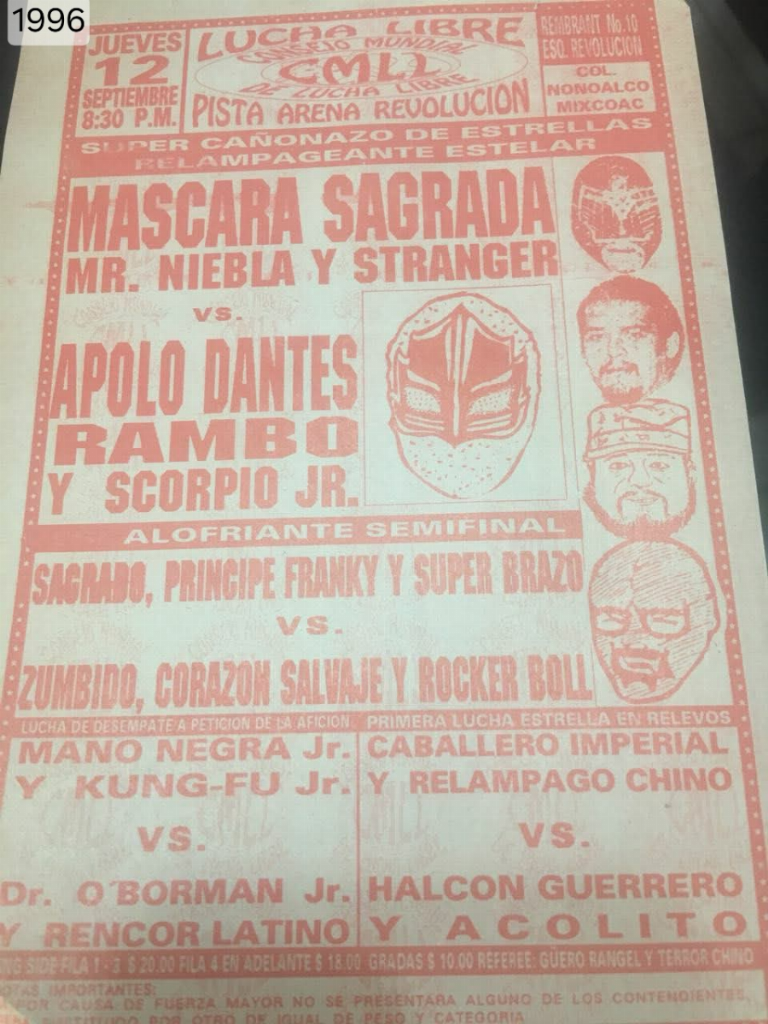 1996
JUEVES
12
SEPTIEMBRE
8:30 P.M.
LUCHA LIBRE
CONSEJO MUNDIAL
CMLL
DE LUCHA LIBRE
PISTA ARENA REVOLUCION
REMBRANT No. 10
ESQ. REVOLUCION
COL.
NONOALCO
MIXCOAC
SUPER CAÑONAZO DE ESTRELLAS
RELAMPAGEANTE ESTELAR
MASCARA SAGRADA
MR. NIEBLA Y STRANGER
VS.
APOLO DANTES
RAMBO
Y SCORPIO JR.
ALOFRIANTE SEMIFINAL
SAGRADO, PRINCIPE FRANKY Y SUPER BRAZO
VS.
ZUMBIDO, CORAZON SALVAJE Y ROCKER BOLL
LUCHA DE DESEMPATE A PETICION DE LA AFICION
MANO NEGRA Jr.
Y KUNG-FU Jr.
VS.
Dr. O'BORMAN Jr.
Y RENCOR LATINO
PRIMERA LUCHA ESTRELLA EN RELEVOS
CABALLERO IMPERIAL
Y RELAMPAGO CHINO
VS.
HALCON GUERRERO
Y ACOLITO
NG SIDE FILA 1 - 3 $ 20.00 FILA 4 EN ADELANTE $ 18.00 GRADAS $ 10.00 REFEREE: GÜERO RANGEL Y TERROR CHINO
OTAS IMPORTANTES:
POR CAUSA DE FUERZA MAYOR NO SE PRESENTARA ALGUNO DE LOS CONTENDIENTES,
SUSTITUIDO POR OTRO DE IGUAL DE PESO Y CATEGORIA